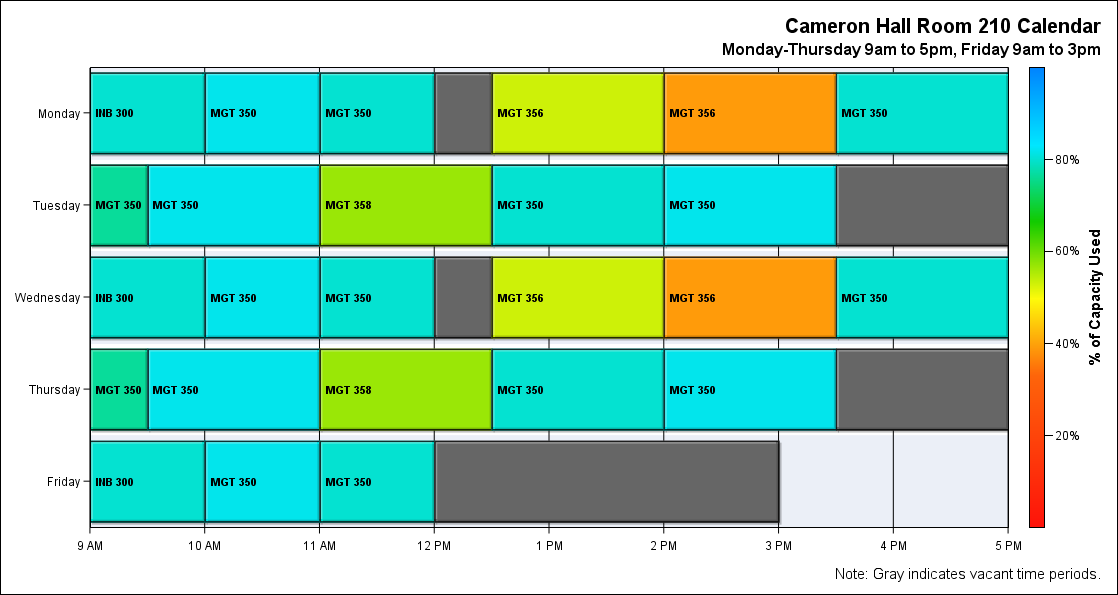 Cameron Hall Room 210 Calendar
Monday-Thursday 9am to 5pm, Friday 9am to 3pm
Monday
INB 300
MGT 350
MGT 350
MGT 356
MGT 356
MGT 350
Tuesday
MGT 350
MGT 350
MGT 358
MGT 350
MGT 350
Wednesday
INB 300
MGT 350
MGT 350
MGT 356
MGT 356
MGT 350
Thursday
MGT 350
MGT 350
MGT 358
MGT 350
MGT 350
Friday
INB 300
MGT 350
MGT 350
9 AM
10 AM
11 AM
12 PM
1 PM
2 PM
3 PM
4 PM
5 PM
80%
60%
40%
20%
% of Capacity Used
Note: Gray indicates vacant time periods.